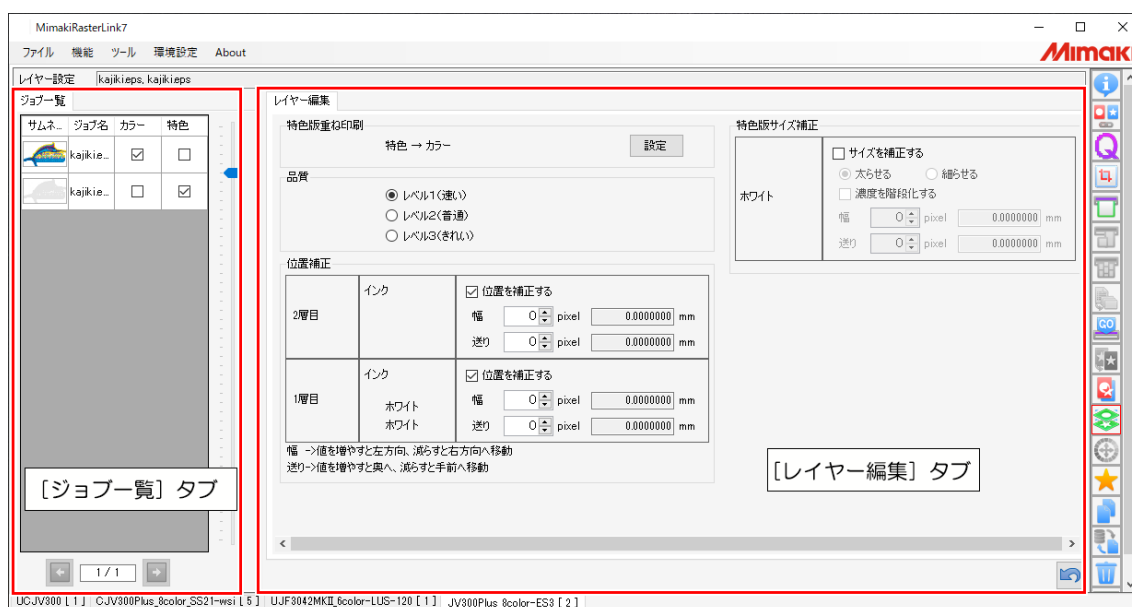 MimakiRasterLink7
ファイル 機能 ツール 環境設定 About
Mimaki
レイヤー設定 kajiki.eps, kajiki.eps
ジョブ一覧
サムネ... ジョブ名 カラー 特色
kajiki.e...
kajiki.e...
[ジョブ一覧] タブ
1 / 1
レイヤー編集
特色版重ね印刷
特色 → カラー 設定
品質
レベル1(速い)
レベル2(普通)
レベル3(きれい)
位置補正
2層目 インク 位置を補正する
幅 0 pixel 0.0000000 mm
送り 0 pixel 0.0000000 mm
1層目 インク 位置を補正する
ホワイト 幅 0 pixel 0.0000000 mm
ホワイト 送り 0 pixel 0.0000000 mm
幅 ->値を増やすと左方向、減らすと右方向へ移動
送り->値を増やすと奥へ、減らすと手前へ移動
特色版サイズ補正
ホワイト サイズを補正する
太らせる 細らせる
濃度を階段化する
幅 0 pixel 0.0000000 mm
送り 0 pixel 0.0000000 mm
[レイヤー編集] タブ
UCJV300 [ 1 ] CJV300Plus_8color_SS21-wsi [ 5 ] UJF3042MKII_6color-LUS-120 [ 1 ] JV300Plus_8color-ES3 [ 2 ]